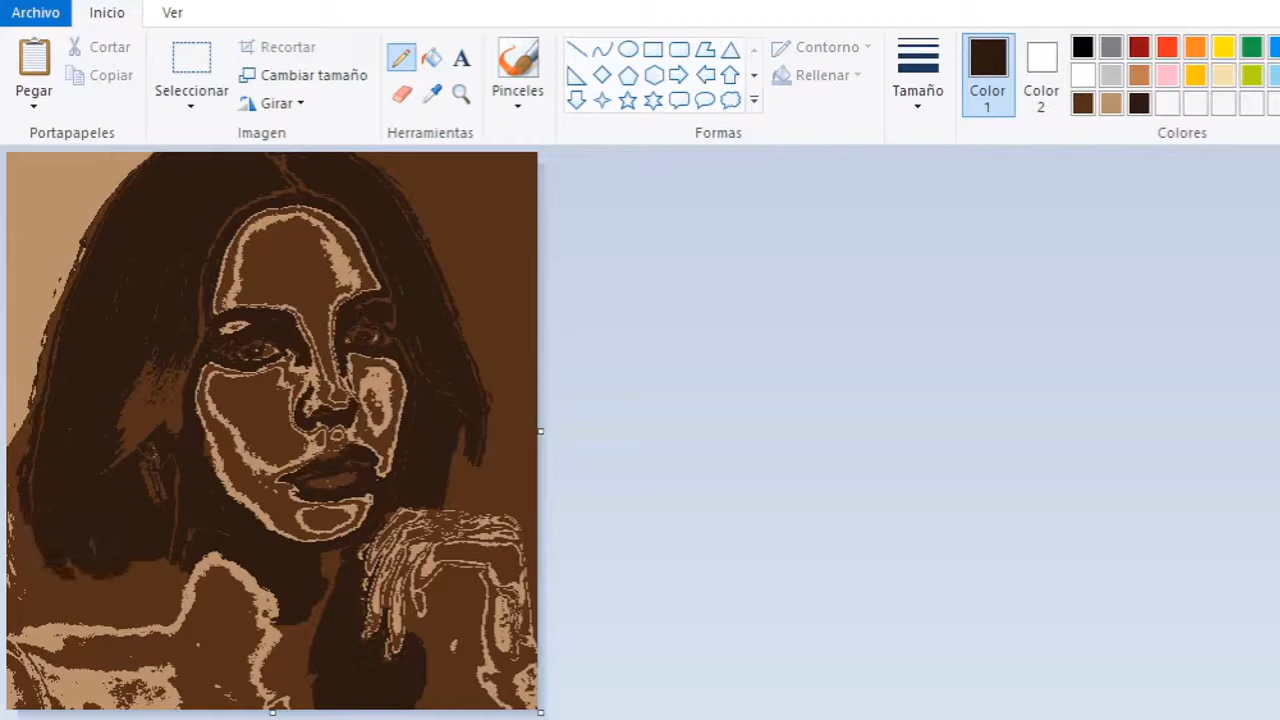 Archivo Inicio Ver
Cortar Recortar Contorno
Copiar Cambiar tamaño Rellenar
Pegar Seleccionar Girar Pinceles Tamaño Color 1 Color 2
Portapapeles Imagen Herramientas Formas Colores